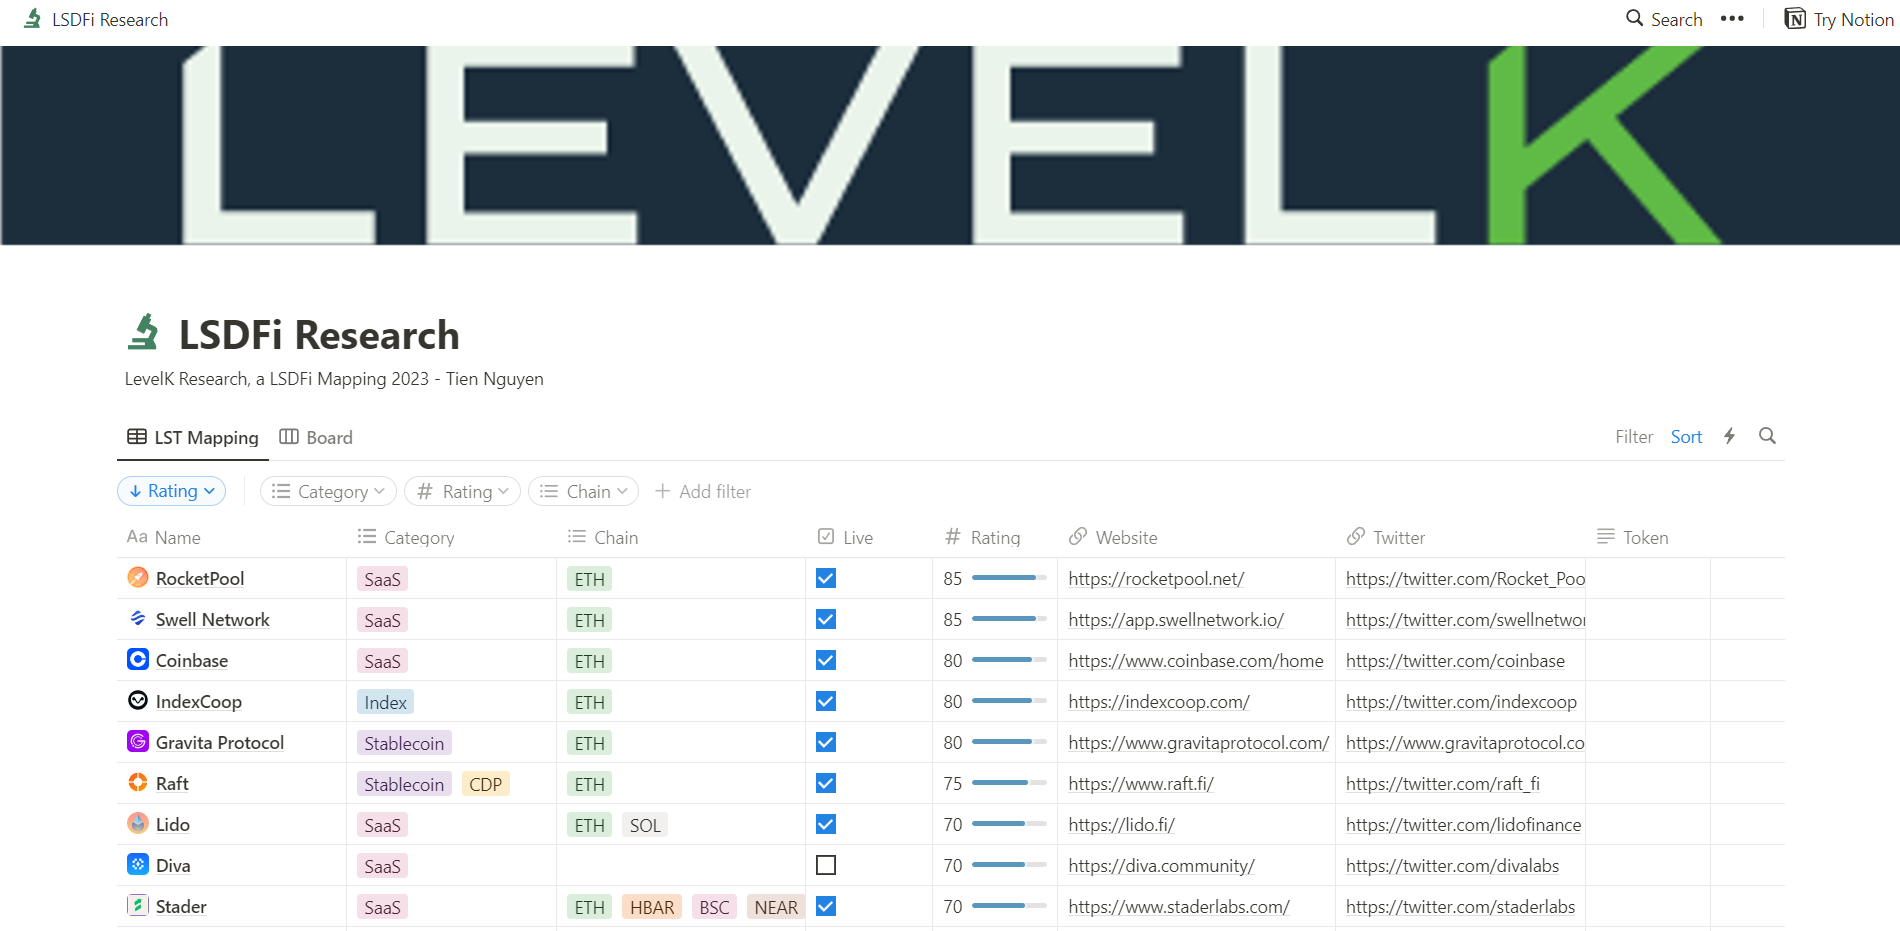 LSDFi Research
Search ••• Try Notion
LEVELK
LSDFi Research
LevelK Research, a LSDFi Mapping 2023 - Tien Nguyen
LST Mapping Board
Filter Sort
Rating Category # Rating Chain + Add filter
Aa Name Category Chain Live # Rating Website Twitter Token
RocketPool SaaS ETH 85 https://rocketpool.net/ https://twitter.com/Rocket_Poo
Swell Network SaaS ETH 85 https://app.swellnetwork.io/ https://twitter.com/swellnetwor
Coinbase SaaS ETH 80 https://www.coinbase.com/home https://twitter.com/coinbase
IndexCoop Index ETH 80 https://indexcoop.com/ https://twitter.com/indexcoop
Gravita Protocol Stablecoin ETH 80 https://www.gravitaprotocol.com/ https://www.gravitaprotocol.co
Raft Stablecoin CDP ETH 75 https://www.raft.fi/ https://twitter.com/raft_fi
Lido SaaS ETH SOL 70 https://lido.fi/ https://twitter.com/lidofinance
Diva SaaS 70 https://diva.community/ https://twitter.com/divalabs
Stader SaaS ETH HBAR BSC NEAR 70 https://www.staderlabs.com/ https://twitter.com/staderlabs